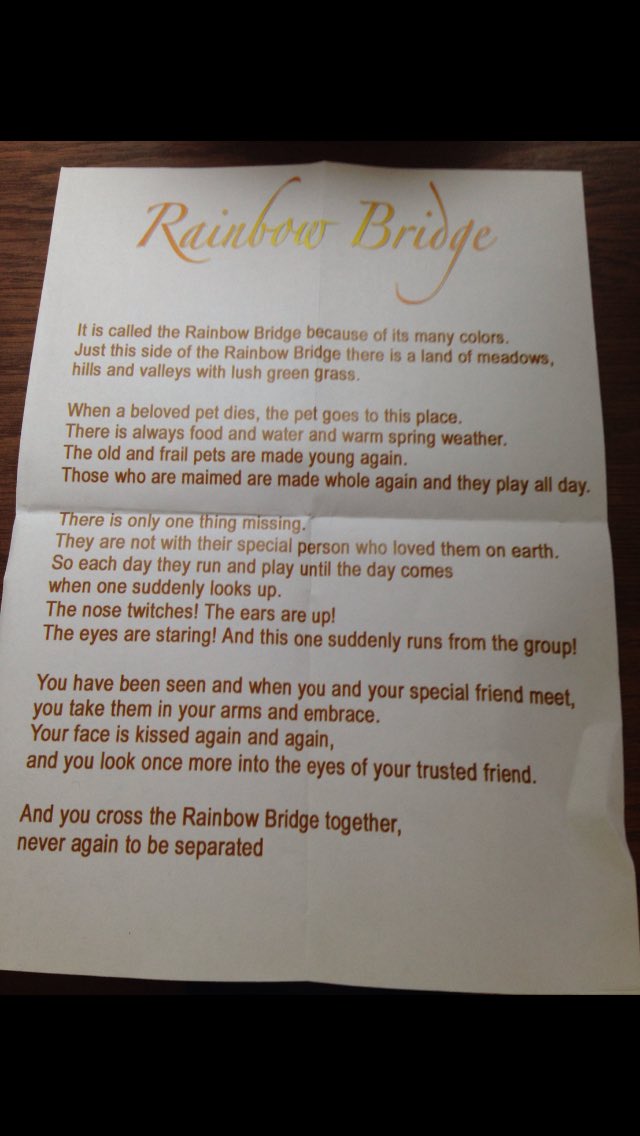 Rainbow Bridge
It is called the Rainbow Bridge because of its many colors.
Just this side of the Rainbow Bridge there is a land of meadows,
hills and valleys with lush green grass.
When a beloved pet dies, the pet goes to this place.
There is always food and water and warm spring weather.
The old and frail pets are made young again.
Those who are maimed are made whole again and they play all day.
There is only one thing missing.
They are not with their special person who loved them on earth.
So each day they run and play until the day comes
when one suddenly looks up.
The nose twitches! The ears are up!
The eyes are staring! And this one suddenly runs from the group!
You have been seen and when you and your special friend meet,
you take them in your arms and embrace.
Your face is kissed again and again,
and you look once more into the eyes of your trusted friend.
And you cross the Rainbow Bridge together,
never again to be separated